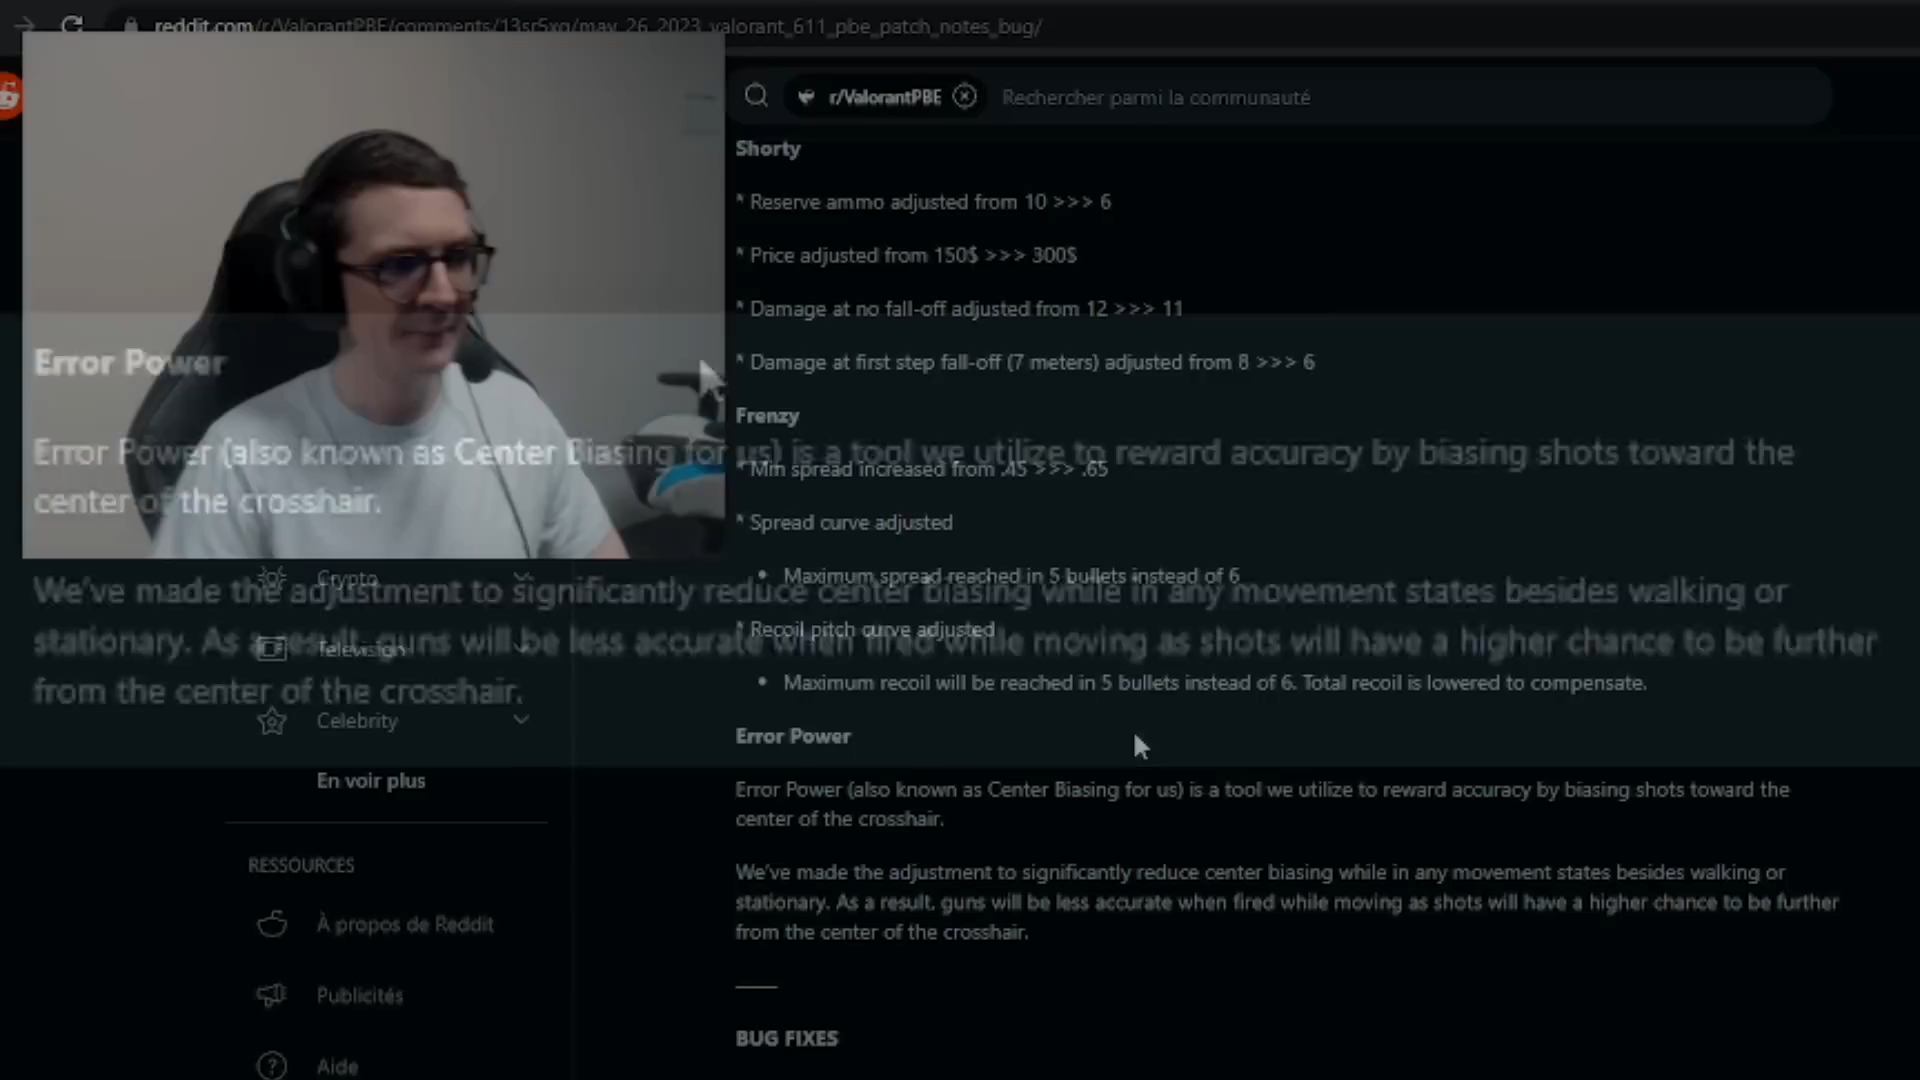 reddit.com/r/ValorantPBE/comments/13sr5xg/may_26_2023_valorant_611_pbe_patch_notes_bug/
r/ValorantPBE
Rechercher parmi la communauté
Shorty
* Reserve ammo adjusted from 10 >>> 6
* Price adjusted from 150$ >>> 300$
* Damage at no fall-off adjusted from 12 >>> 11
* Damage at first step fall-off (7 meters) adjusted from 8 >>> 6
Frenzy
* Min spread increased from .45 >>> .65
* Spread curve adjusted
• Maximum spread reached in 5 bullets instead of 6
* Recoil pitch curve adjusted
• Maximum recoil will be reached in 5 bullets instead of 6. Total recoil is lowered to compensate.
Error Power
Error Power (also known as Center Biasing for us) is a tool we utilize to reward accuracy by biasing shots toward the
center of the crosshair.
We've made the adjustment to significantly reduce center biasing while in any movement states besides walking or
stationary. As a result, guns will be less accurate when fired while moving as shots will have a higher chance to be further
from the center of the crosshair.
BUG FIXES
Error Power
Error Power (also known as Center Biasing for us) is a tool we utilize to reward accuracy by biasing shots toward the
center of the crosshair.
We've made the adjustment to significantly reduce center biasing while in any movement states besides walking or
stationary. As a result, guns will be less accurate when fired while moving as shots will have a higher chance to be further
from the center of the crosshair.
Crypto
Television
Celebrity
En voir plus
RESSOURCES
À propos de Reddit
Publicités
Aide